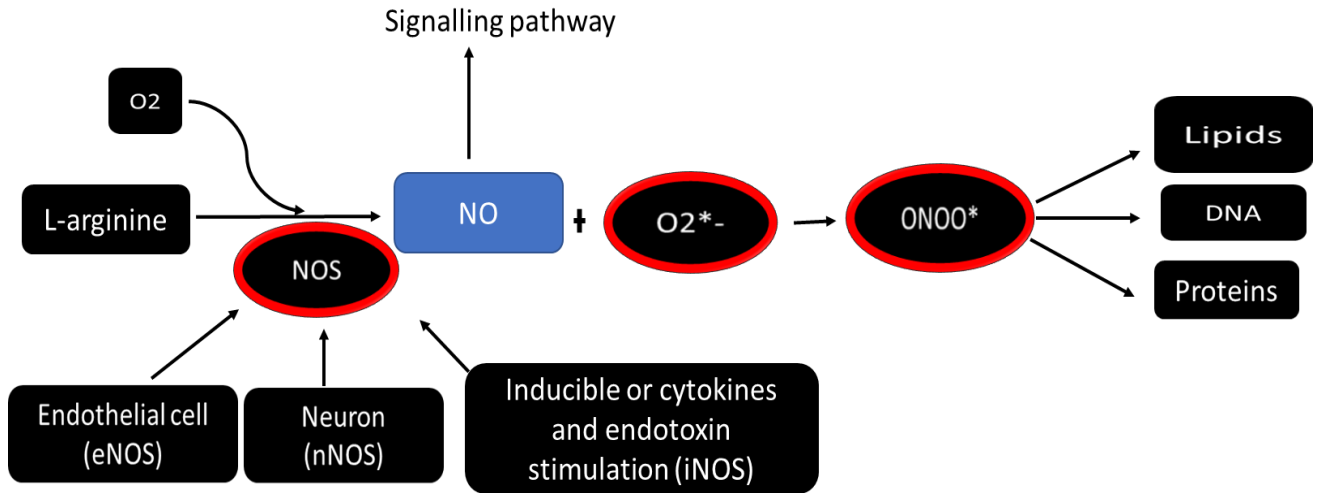 Signalling pathway
O2
L-arginine
NO
+
O2*-
ONOO*
Lipids
DNA
Proteins
NOS
Endothelial cell
(eNOS)
Neuron
(nNOS)
Inducible or cytokines
and endotoxin
stimulation (iNOS)